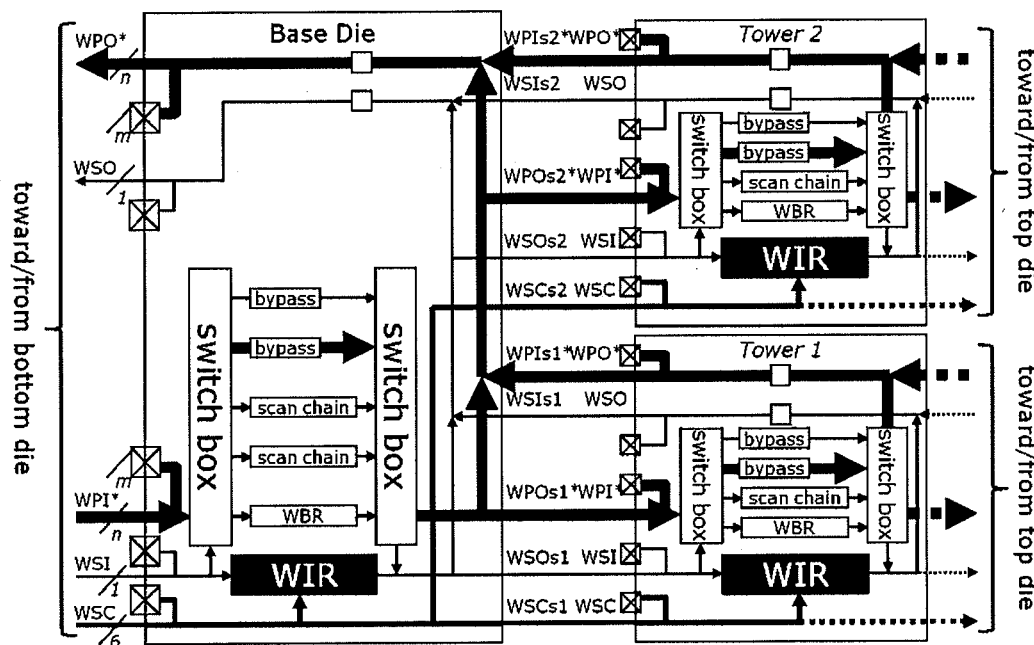 Base Die
WPO*
n
m
WSO
1
toward/from bottom die
switch box
bypass
bypass
scan chain
scan chain
WBR
switch box
m
WPI*
n
WSI
1
WIR
WSC
6
WPIs2*WPO*
Tower 2
WSIs2 WSO
WPOs2*WPI*
WSOs2 WSI
WSCs2 WSC
switch box
bypass
bypass
scan chain
WBR
switch box
WIR
toward/from top die
WPIs1*WPO*
Tower 1
WSIs1 WSO
WPOs1*WPI*
WSOs1 WSI
WSCs1 WSC
switch box
bypass
bypass
scan chain
WBR
switch box
WIR
toward/from top die